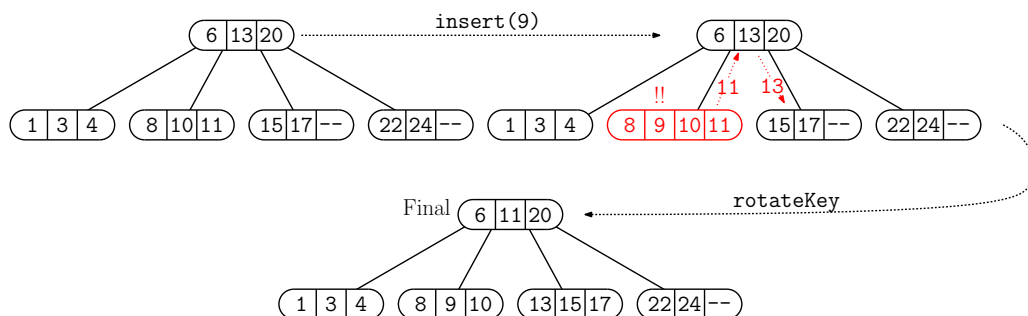 insert(9)
6 13 20
6 13 20
!!
11
13
1 3 4
8 10 11
15 17 --
22 24 --
1 3 4
8 9 10 11
15 17 --
22 24 --
rotateKey
Final
6 11 20
1 3 4
8 9 10
13 15 17
22 24 --